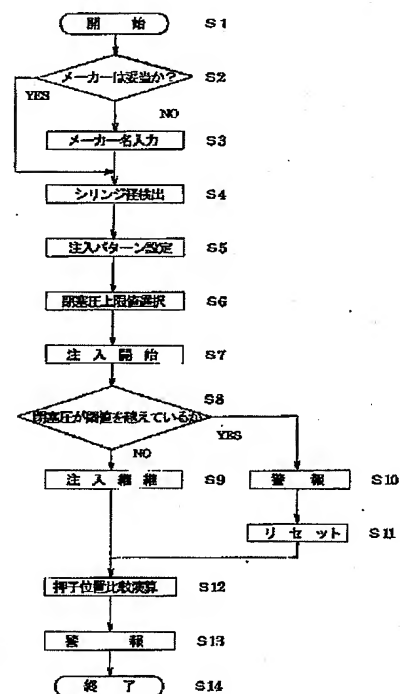 開 始 S1
メーカーは妥当か? S2
YES
NO
メーカー名入力 S3
シリンジ径検出 S4
注入パターン設定 S5
閉塞圧上限値選択 S6
注 入 開 始 S7
S8
閉塞圧が閾値を越えているか
YES
NO
注 入 継 続 S9
警 報 S10
リ セ ッ ト S11
押子位置比較演算 S12
警 報 S13
終 了 S14